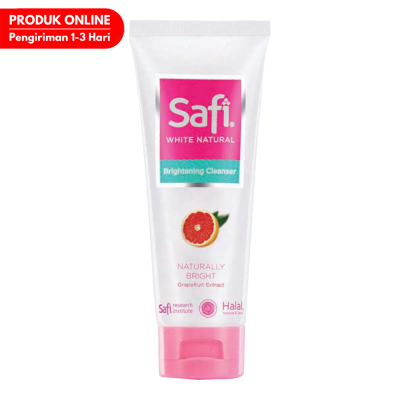 PRODUK ONLINE
Pengiriman 1-3 Hari
Safi
WHITE NATURAL
Brightening Cleanser
NATURALLY
BRIGHT
Grapefruit Extract
Safi research
institute
Halal